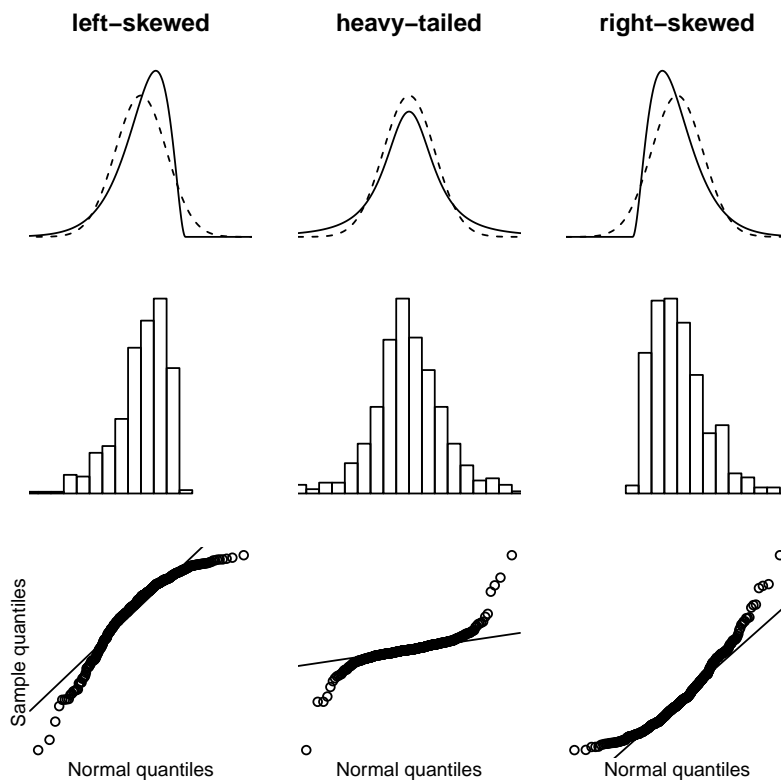 left–skewed
heavy–tailed
right–skewed
Sample quantiles
Normal quantiles
Normal quantiles
Normal quantiles